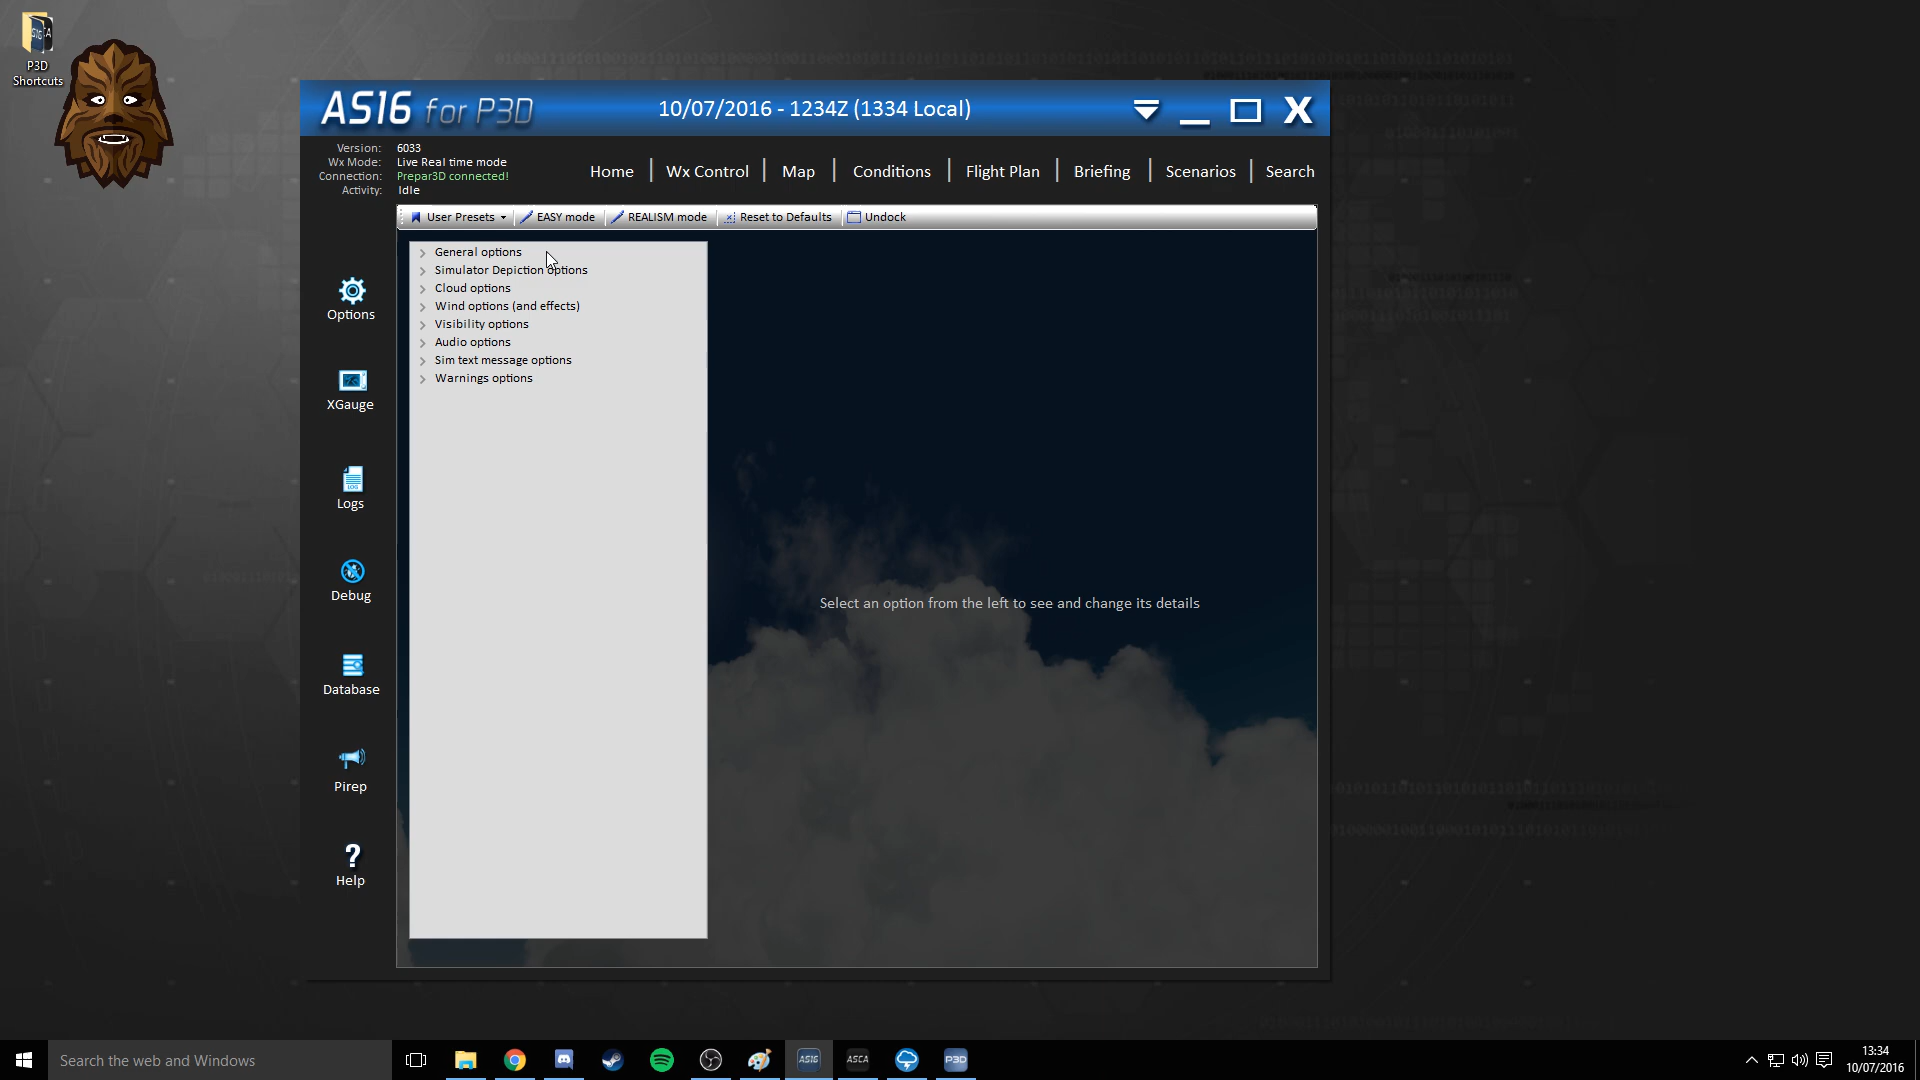 P3D
Shortcuts
AS16 for P3D
10/07/2016 - 1234Z (1334 Local)
X
Version: 6033
Wx Mode: Live Real time mode
Connection: Prepar3D connected!
Activity: Idle
Home
Wx Control
Map
Conditions
Flight Plan
Briefing
Scenarios
Search
User Presets
EASY mode
REALISM mode
Reset to Defaults
Undock
General options
Simulator Depiction options
Cloud options
Wind options (and effects)
Visibility options
Audio options
Sim text message options
Warnings options
Options
XGauge
LOG
Logs
Debug
Database
Pirep
?
Help
Select an option from the left to see and change its details
Search the web and Windows
AS16
ASCA
P3D
13:34
10/07/2016